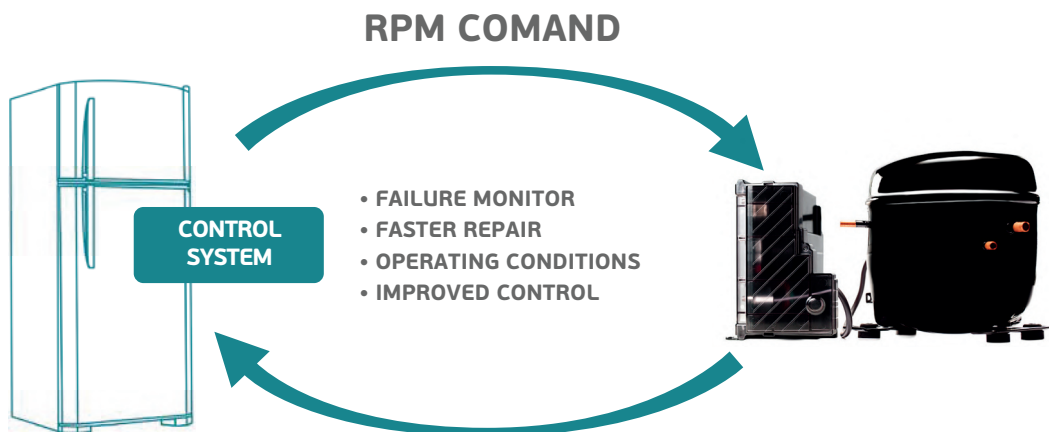 RPM COMAND
CONTROL
SYSTEM
• FAILURE MONITOR
• FASTER REPAIR
• OPERATING CONDITIONS
• IMPROVED CONTROL